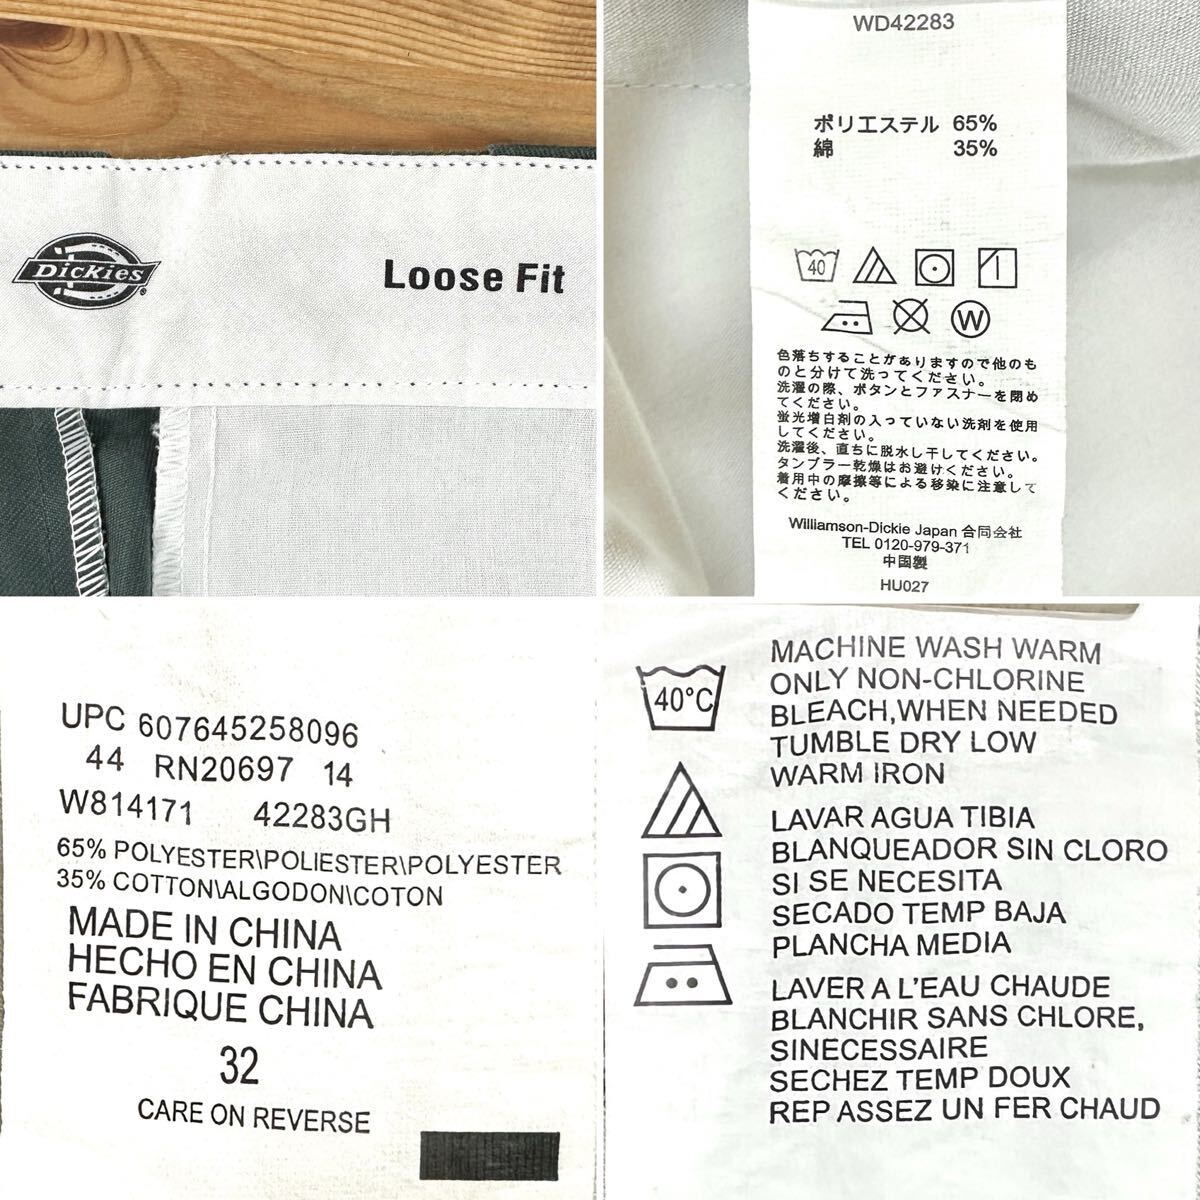 Dickies®
Loose Fit
WD42283
ポリエステル 65%
綿 35%
40
W
色落ちすることがありますので他のも
のと分けて洗ってください。
洗濯の際、ボタンとファスナーを閉め
てください。
蛍光増白剤の入っていない洗剤を使用
してください。
洗濯後、直ちに脱水し干してください。
タンブラー乾燥はお避けください。
着用中の摩擦等による移染に注意して
ください。
Williamson-Dickie Japan 合同会社
TEL 0120-979-371
中国製
HU027
UPC 607645258096
44 RN20697 14
W814171 42283GH
65% POLYESTER\POLIESTER\POLYESTER
35% COTTON\ALGODON\COTON
MADE IN CHINA
HECHO EN CHINA
FABRIQUE CHINA
32
CARE ON REVERSE
40°C
MACHINE WASH WARM
ONLY NON-CHLORINE
BLEACH,WHEN NEEDED
TUMBLE DRY LOW
WARM IRON
LAVAR AGUA TIBIA
BLANQUEADOR SIN CLORO
SI SE NECESITA
SECADO TEMP BAJA
PLANCHA MEDIA
LAVER A L'EAU CHAUDE
BLANCHIR SANS CHLORE,
SINECESSAIRE
SECHEZ TEMP DOUX
REP ASSEZ UN FER CHAUD